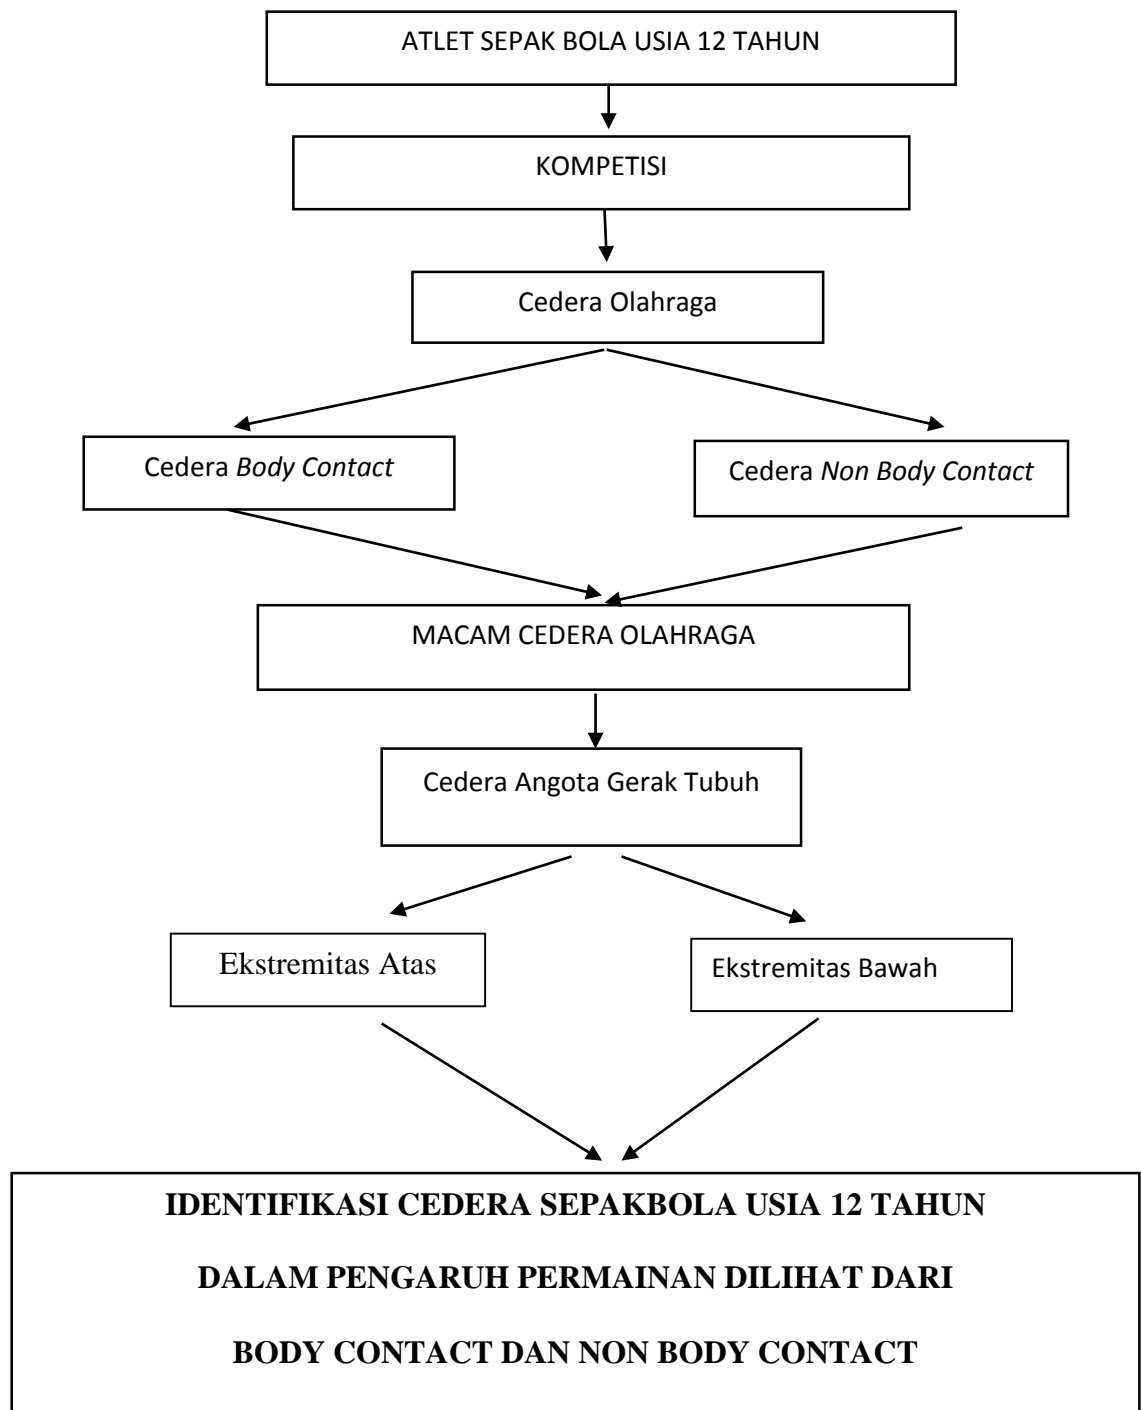 ATLET SEPAK BOLA USIA 12 TAHUN
KOMPETISI
Cedera Olahraga
Cedera Body Contact
Cedera Non Body Contact
MACAM CEDERA OLAHRAGA
Cedera Angota Gerak Tubuh
Ekstremitas Atas
Ekstremitas Bawah
IDENTIFIKASI CEDERA SEPAKBOLA USIA 12 TAHUN
DALAM PENGARUH PERMAINAN DILIHAT DARI
BODY CONTACT DAN NON BODY CONTACT